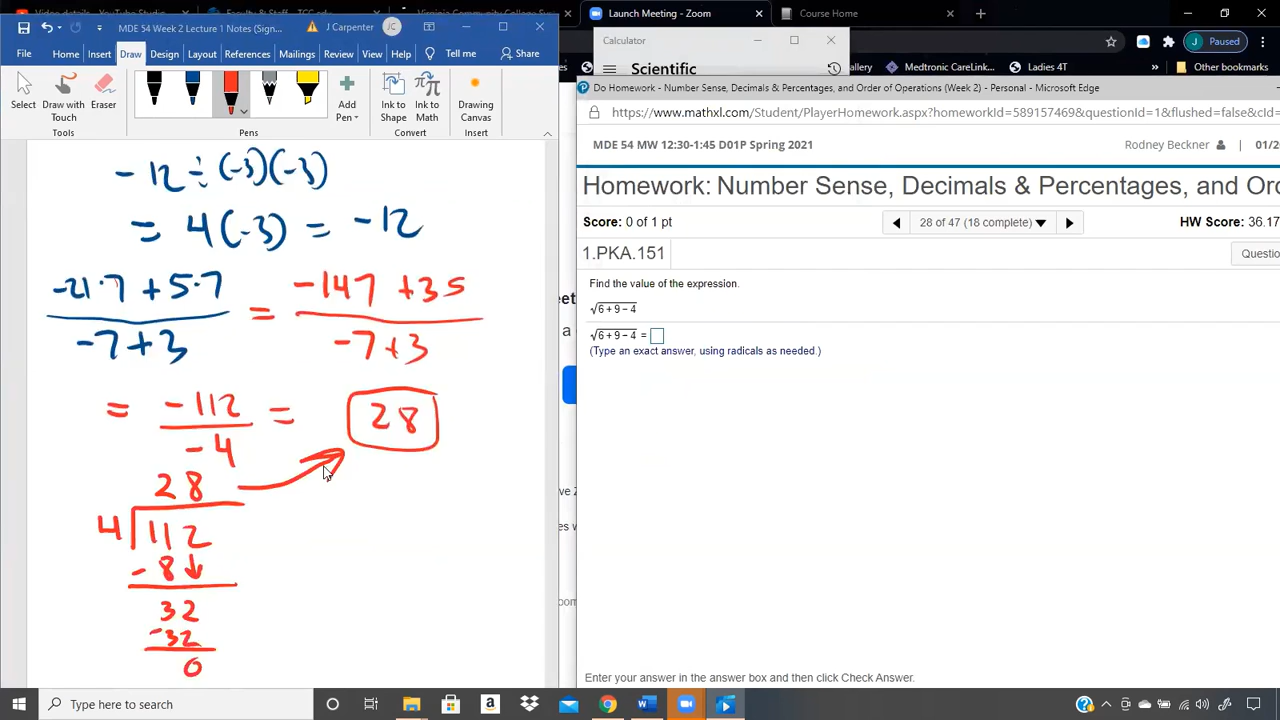 MDE 54 Week 2 Lecture 1 Notes (Sign... J Carpenter JC
File Home Insert Draw Design Layout References Mailings Review View Help Tell me Share
Select Draw with Touch Eraser Add Pen Ink to Shape Ink to Math Drawing Canvas
Tools Pens Convert Insert
-12 ÷ (-3)(-3)
= 4(-3) = -12
-21·7 + 5·7 = -147 + 35
-7+3 -7+3
= -112 = 28
-4
28
4 112
-8↓
32
-32
0
Launch Meeting - Zoom Course Home
Calculator
Scientific
J Paused
Medtronic CareLink... Ladies 4T Other bookmarks
Do Homework - Number Sense, Decimals & Percentages, and Order of Operations (Week 2) - Personal - Microsoft Edge
https://www.mathxl.com/Student/PlayerHomework.aspx?homeworkId=589157469&questionId=1&flushed=false&cId=
MDE 54 MW 12:30-1:45 D01P Spring 2021 Rodney Beckner 01/2
Homework: Number Sense, Decimals & Percentages, and Orde
Score: 0 of 1 pt 28 of 47 (18 complete) HW Score: 36.17
1.PKA.151 Questio
Find the value of the expression.
√6+9−4
√6+9−4 =
(Type an exact answer, using radicals as needed.)
Enter your answer in the answer box and then click Check Answer.
Type here to search